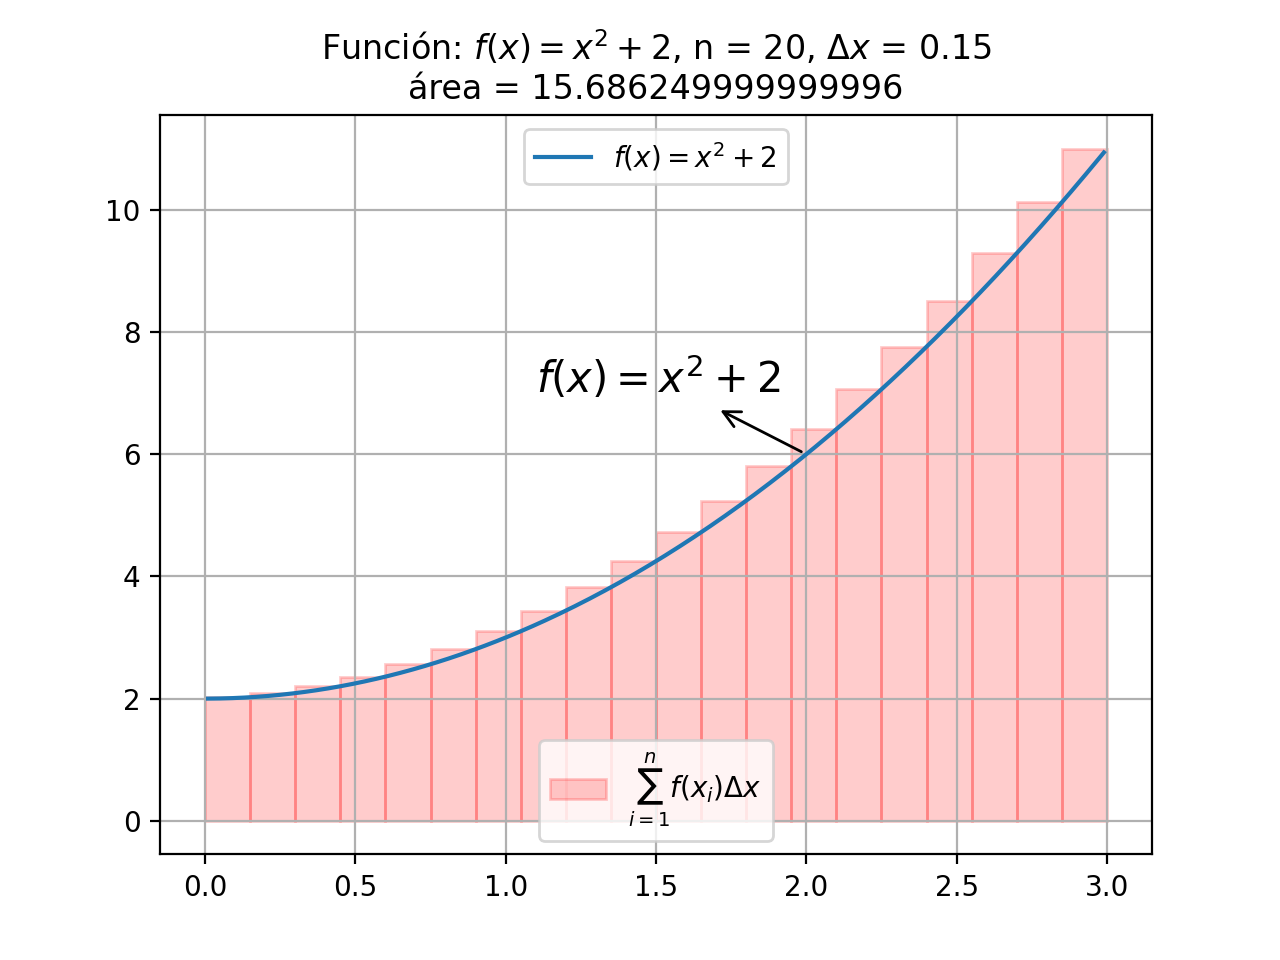 Función: f(x) = x² + 2, n = 20, Δx = 0.15
área = 15.686249999999996
f(x) = x² + 2
10
8
f(x) = x² + 2
6
4
2
n
∑ f(xᵢ)Δx
i = 1
0
0.0 0.5 1.0 1.5 2.0 2.5 3.0